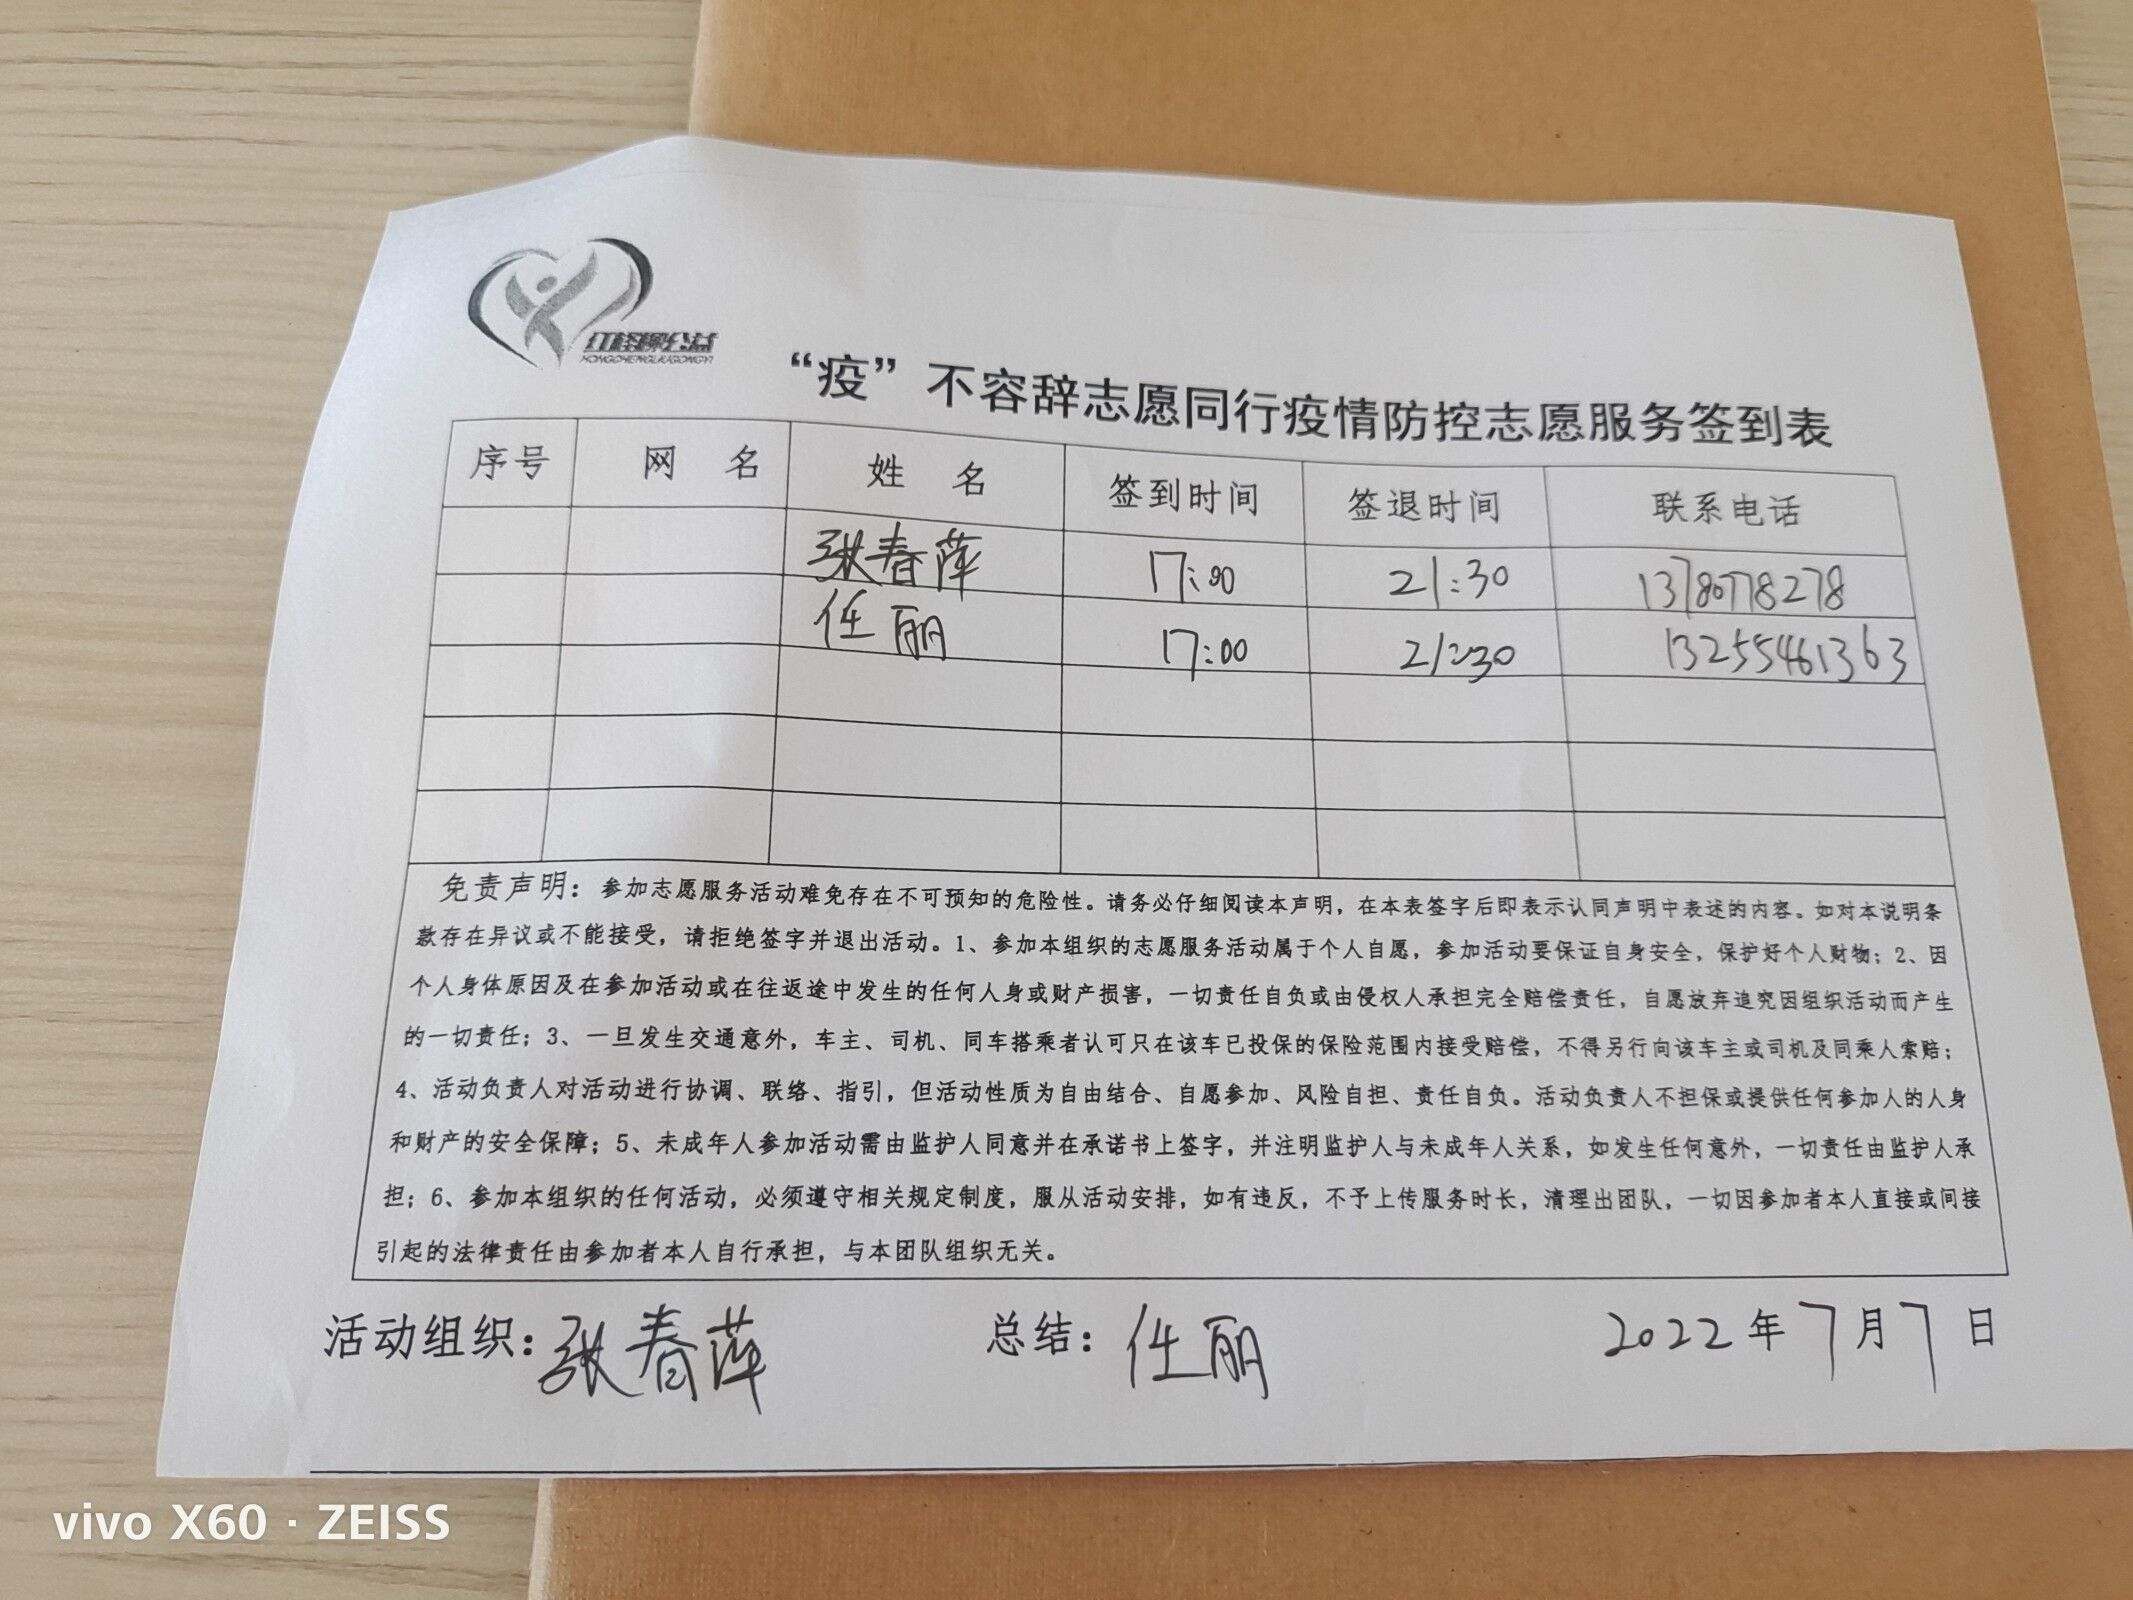 红柽柳公益
HONGCHENGLIUGONGYI
“疫”不容辞志愿同行疫情防控志愿服务签到表
序号 网 名 姓 名 签到时间 签退时间 联系电话
张春萍 17:00 21:30 13780778278
任丽 17:00 21:30 13255461363
免责声明：参加志愿服务活动难免存在不可预知的危险性。请务必仔细阅读本声明，在本表签字后即表示认同声明中表述的内容。如对本说明条
款存在异议或不能接受，请拒绝签字并退出活动。1、参加本组织的志愿服务活动属于个人自愿，参加活动要保证自身安全，保护好个人财物；2、因
个人身体原因及在参加活动或在往返途中发生的任何人身或财产损害，一切责任自负或由侵权人承担完全赔偿责任，自愿放弃追究因组织活动而产生
的一切责任；3、一旦发生交通意外，车主、司机、同车搭乘者认可只在该车已投保的保险范围内接受赔偿，不得另行向该车主或司机及同乘人索赔；
4、活动负责人对活动进行协调、联络、指引，但活动性质为自由结合、自愿参加、风险自担、责任自负。活动负责人不担保或提供任何参加人的人身
和财产的安全保障；5、未成年人参加活动需由监护人同意并在承诺书上签字，并注明监护人与未成年人关系，如发生任何意外，一切责任由监护人承
担；6、参加本组织的任何活动，必须遵守相关规定制度，服从活动安排，如有违反，不予上传服务时长，清理出团队，一切因参加者本人直接或间接
引起的法律责任由参加者本人自行承担，与本团队组织无关。
活动组织：张春萍 总结：任丽 2022年7月7日
vivo X60 · ZEISS